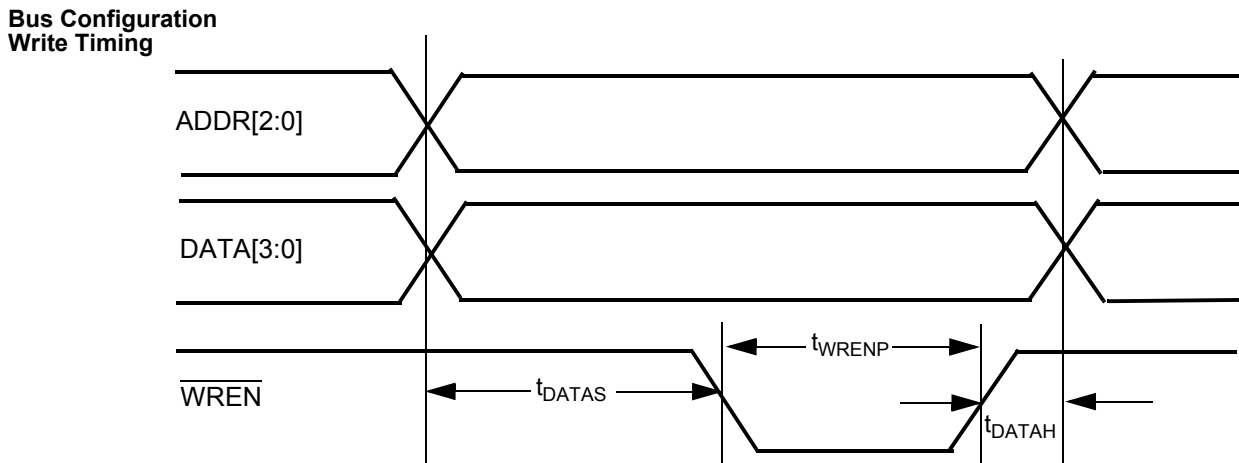 Bus Configuration
Write Timing
ADDR[2:0]
DATA[3:0]
tWRENP
WREN
tDATAS
tDATAH